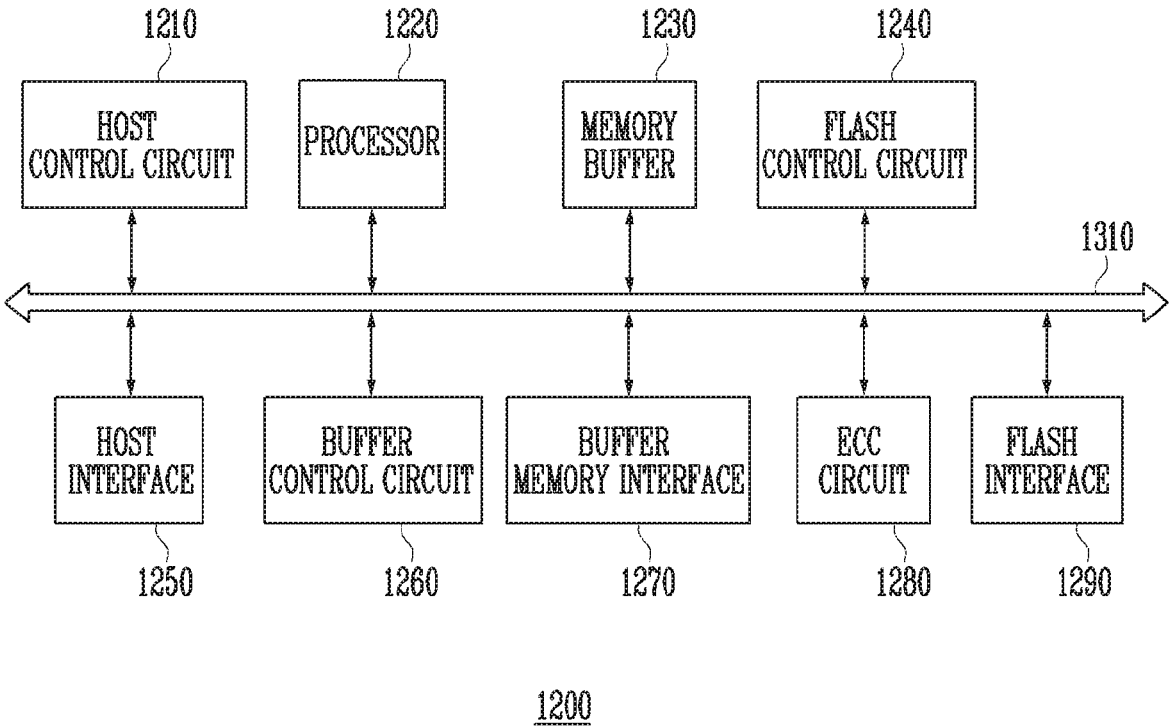 1210
1220
1230
1240
HOST
CONTROL CIRCUIT
PROCESSOR
MEMORY
BUFFER
FLASH
CONTROL CIRCUIT
1310
HOST
INTERFACE
BUFFER
CONTROL CIRCUIT
BUFFER
MEMORY INTERFACE
ECC
CIRCUIT
FLASH
INTERFACE
1250
1260
1270
1280
1290
1200